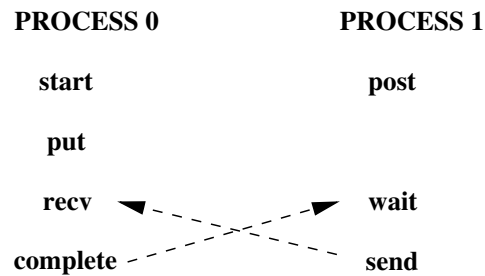 PROCESS 0 PROCESS 1
start post
put
recv wait
complete send